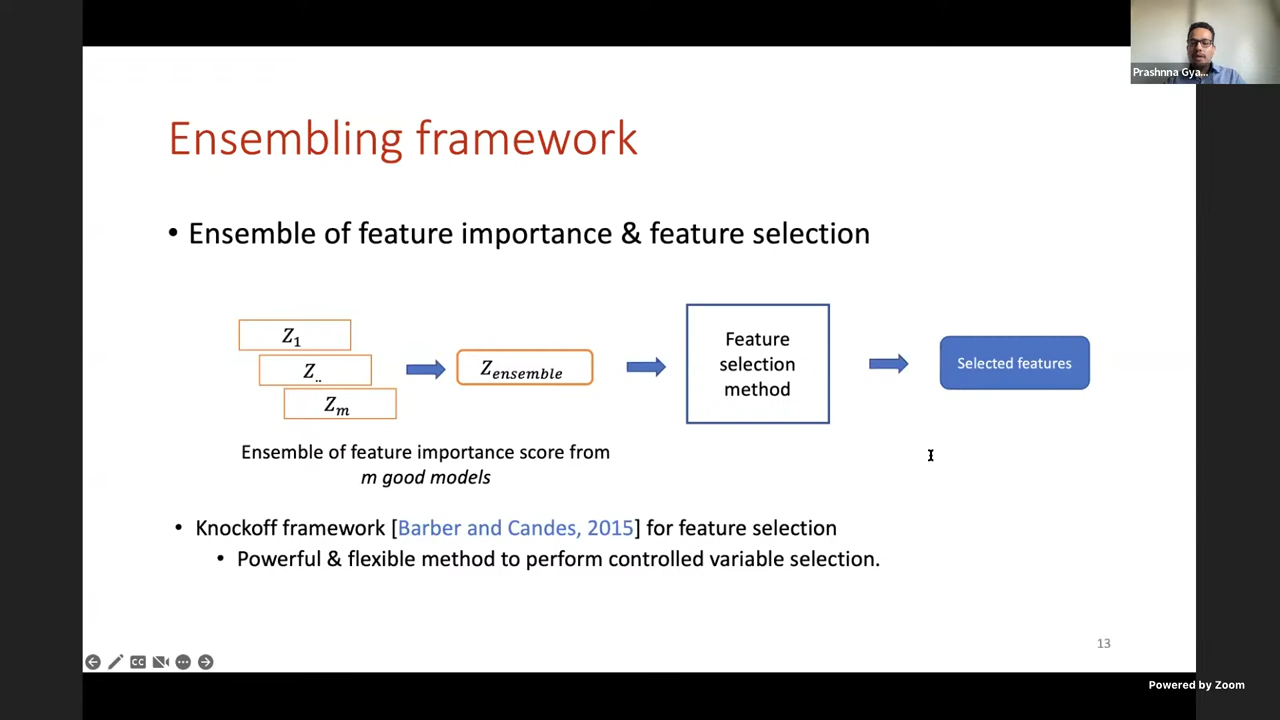 Prashnna Gya...
Ensembling framework
• Ensemble of feature importance & feature selection
Z₁
Z..
Zₘ
Z_ensemble
Feature
selection
method
Selected features
Ensemble of feature importance score from
m good models
• Knockoff framework [Barber and Candes, 2015] for feature selection
• Powerful & flexible method to perform controlled variable selection.
13
CC
Powered by Zoom